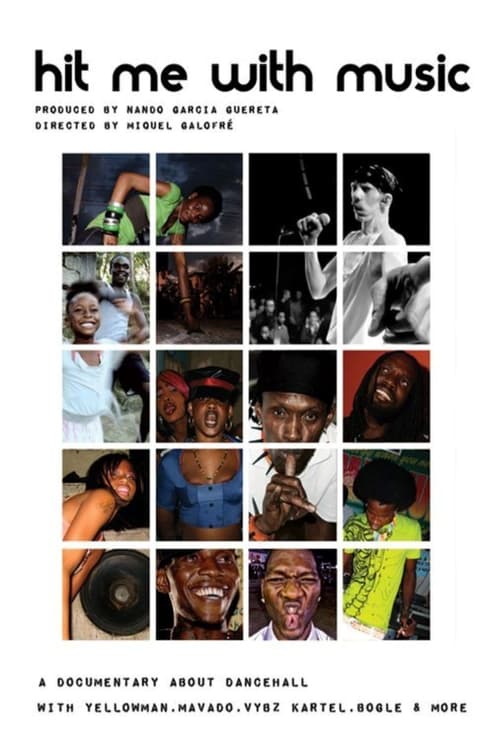 hit me with music
PRODUCED BY NANDO GARCIA GUERETA
DIRECTED BY MIQUEL GALOFRÉ
A DOCUMENTARY ABOUT DANCEHALL
WITH YELLOWMAN.MAVADO.VYBZ KARTEL.BOGLE & MORE